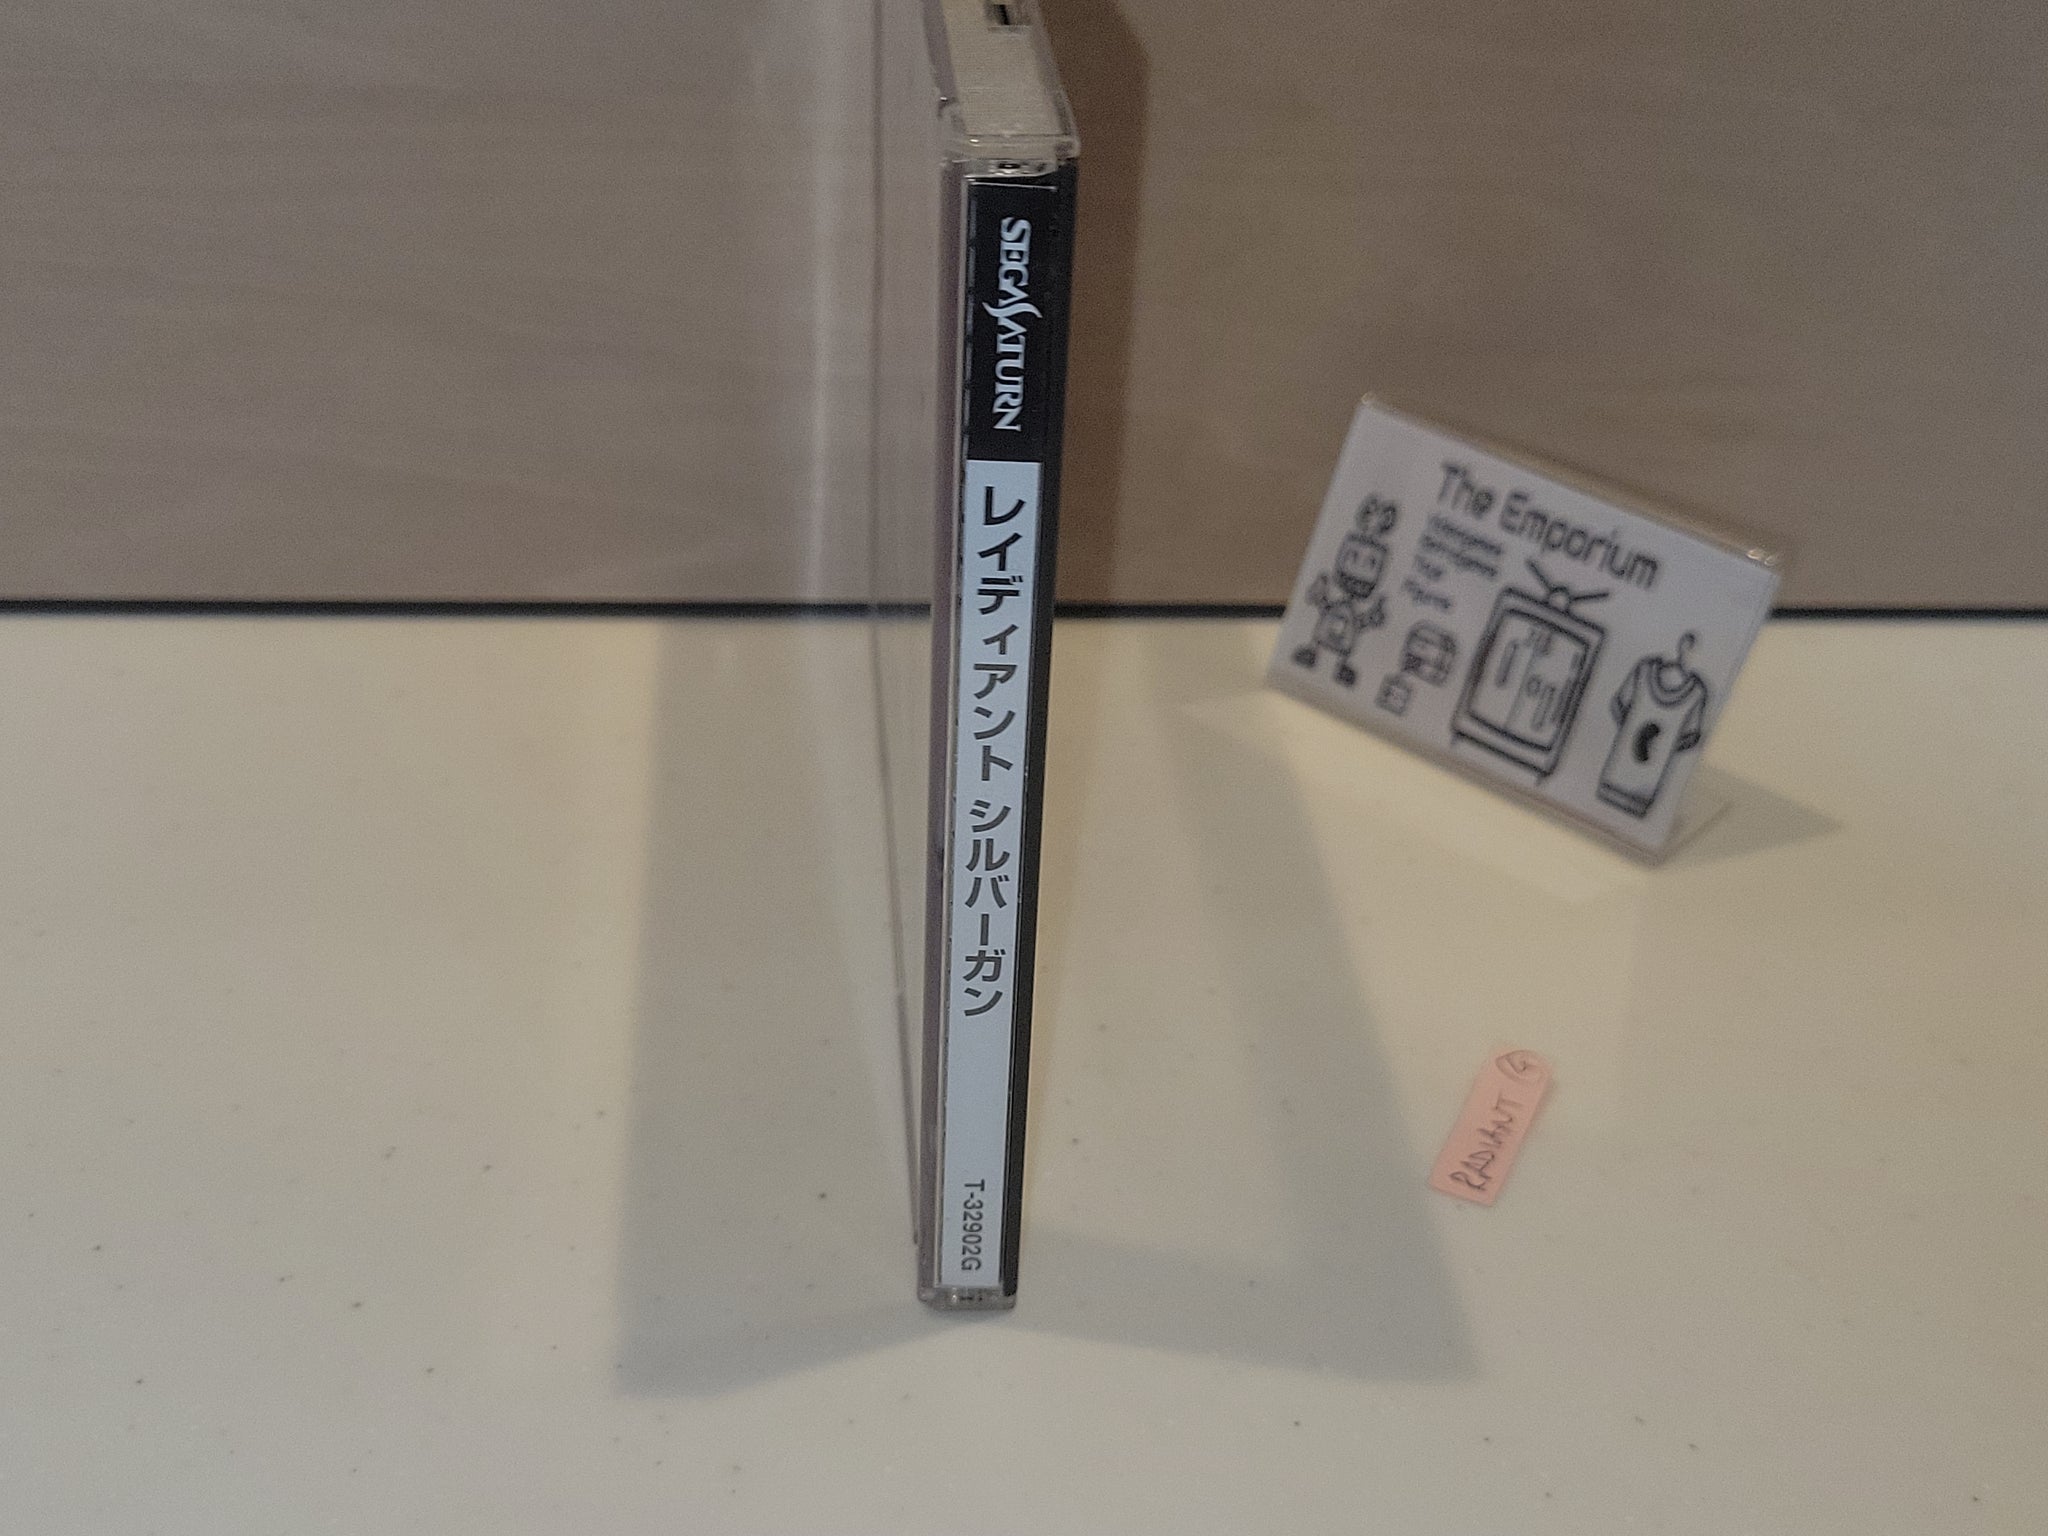 SEGA SATURN
レイディアント シルバーガン
T-32902G
The Emporium
RADIANT G